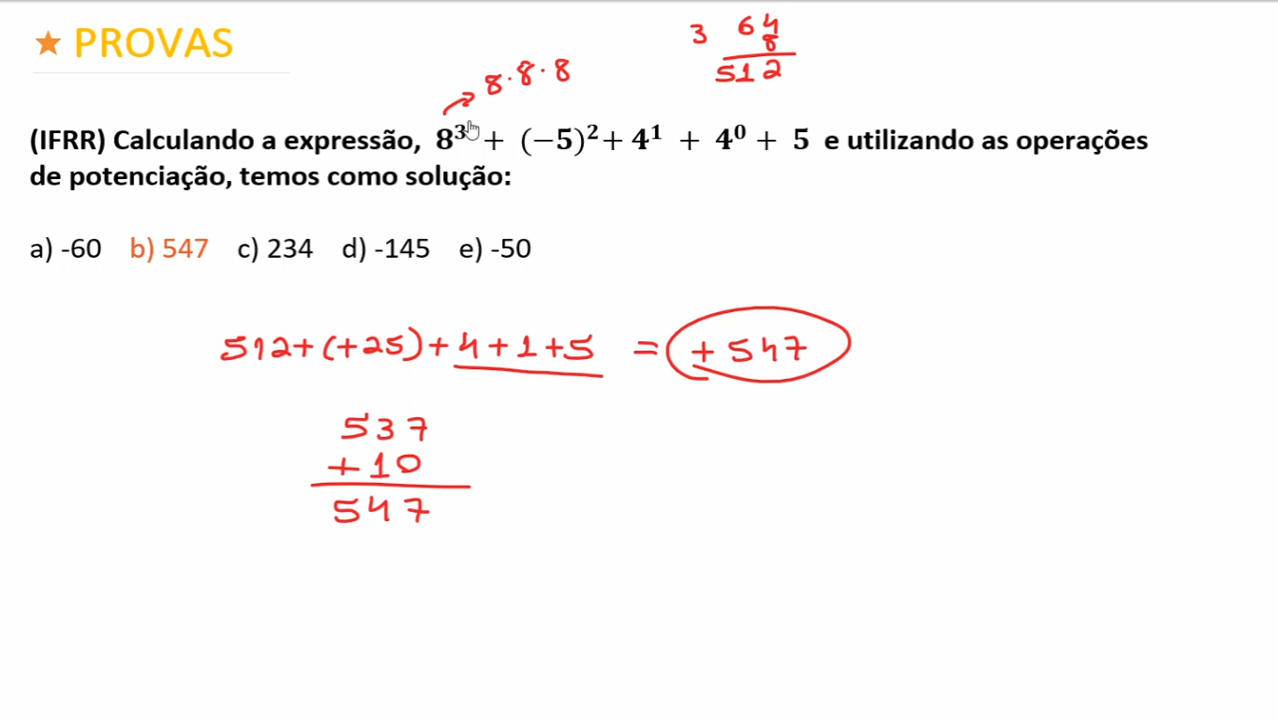 ★ PROVAS
3 64
8
512
8·8·8
(IFRR) Calculando a expressão, 8³ + (−5)² + 4¹ + 4⁰ + 5 e utilizando as operações
de potenciação, temos como solução:
a) -60 b) 547 c) 234 d) -145 e) -50
512+(+25)+4+1+5 = +547
537
+10
547